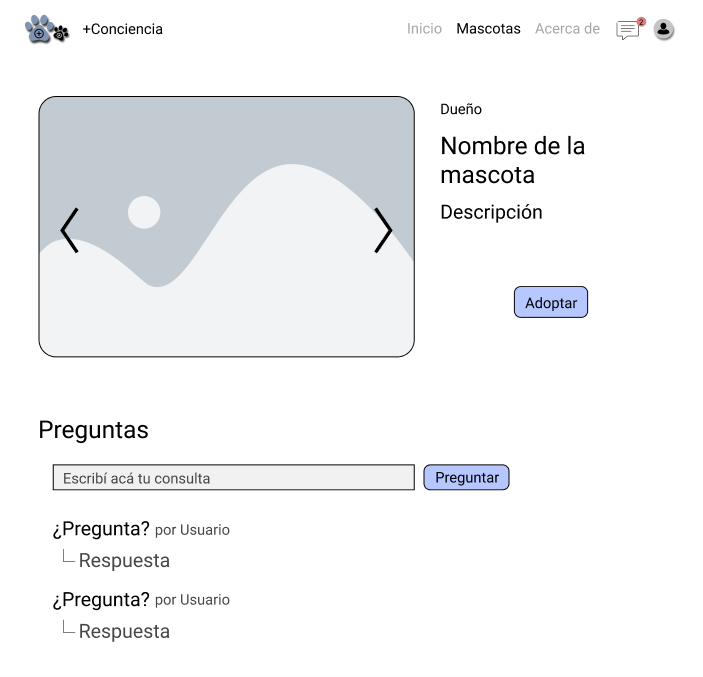 +Conciencia
Inicio Mascotas Acerca de 2
Dueño
Nombre de la
mascota
Descripción
Adoptar
Preguntas
Escribí acá tu consulta Preguntar
¿Pregunta? por Usuario
Respuesta
¿Pregunta? por Usuario
Respuesta